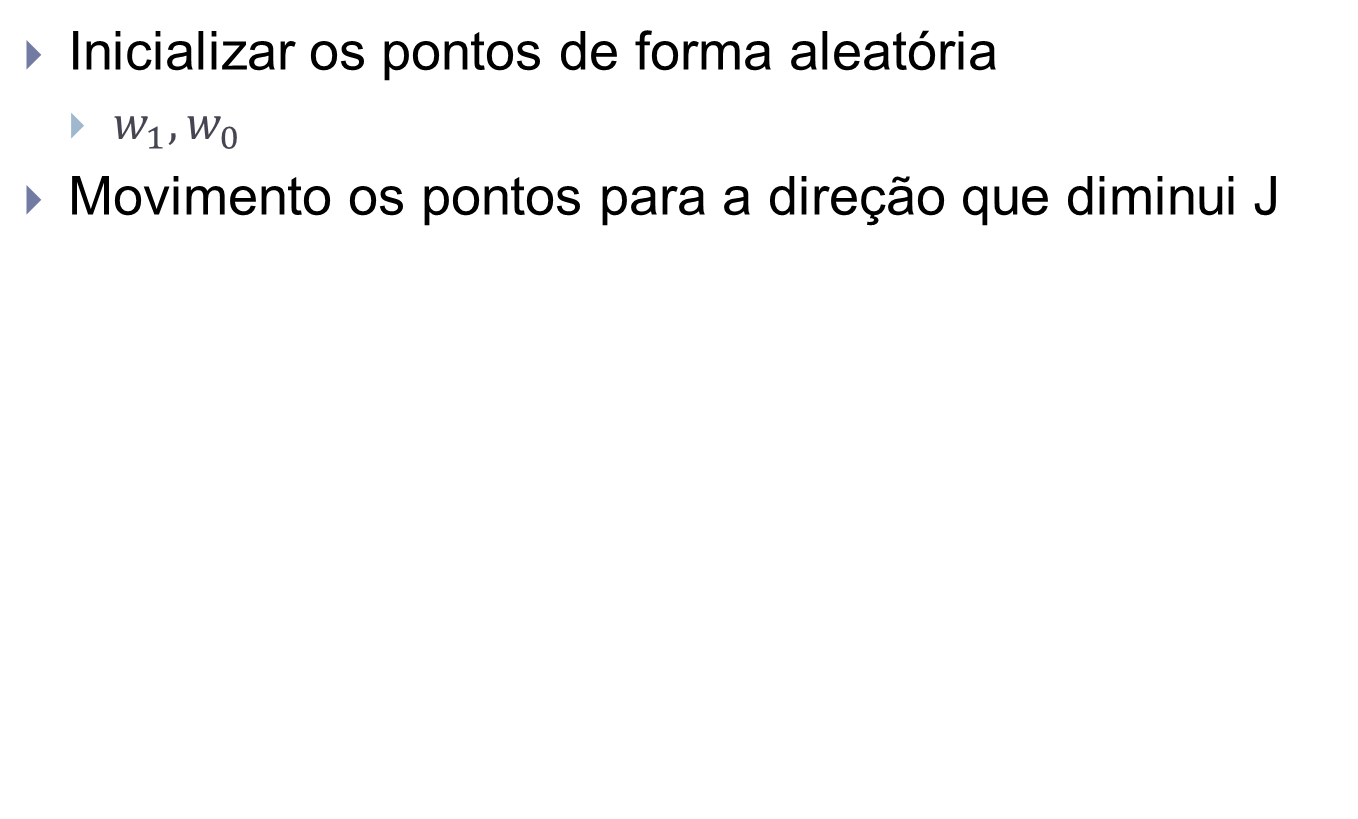 Inicializar os pontos de forma aleatória
w₁, w₀
Movimento os pontos para a direção que diminui J